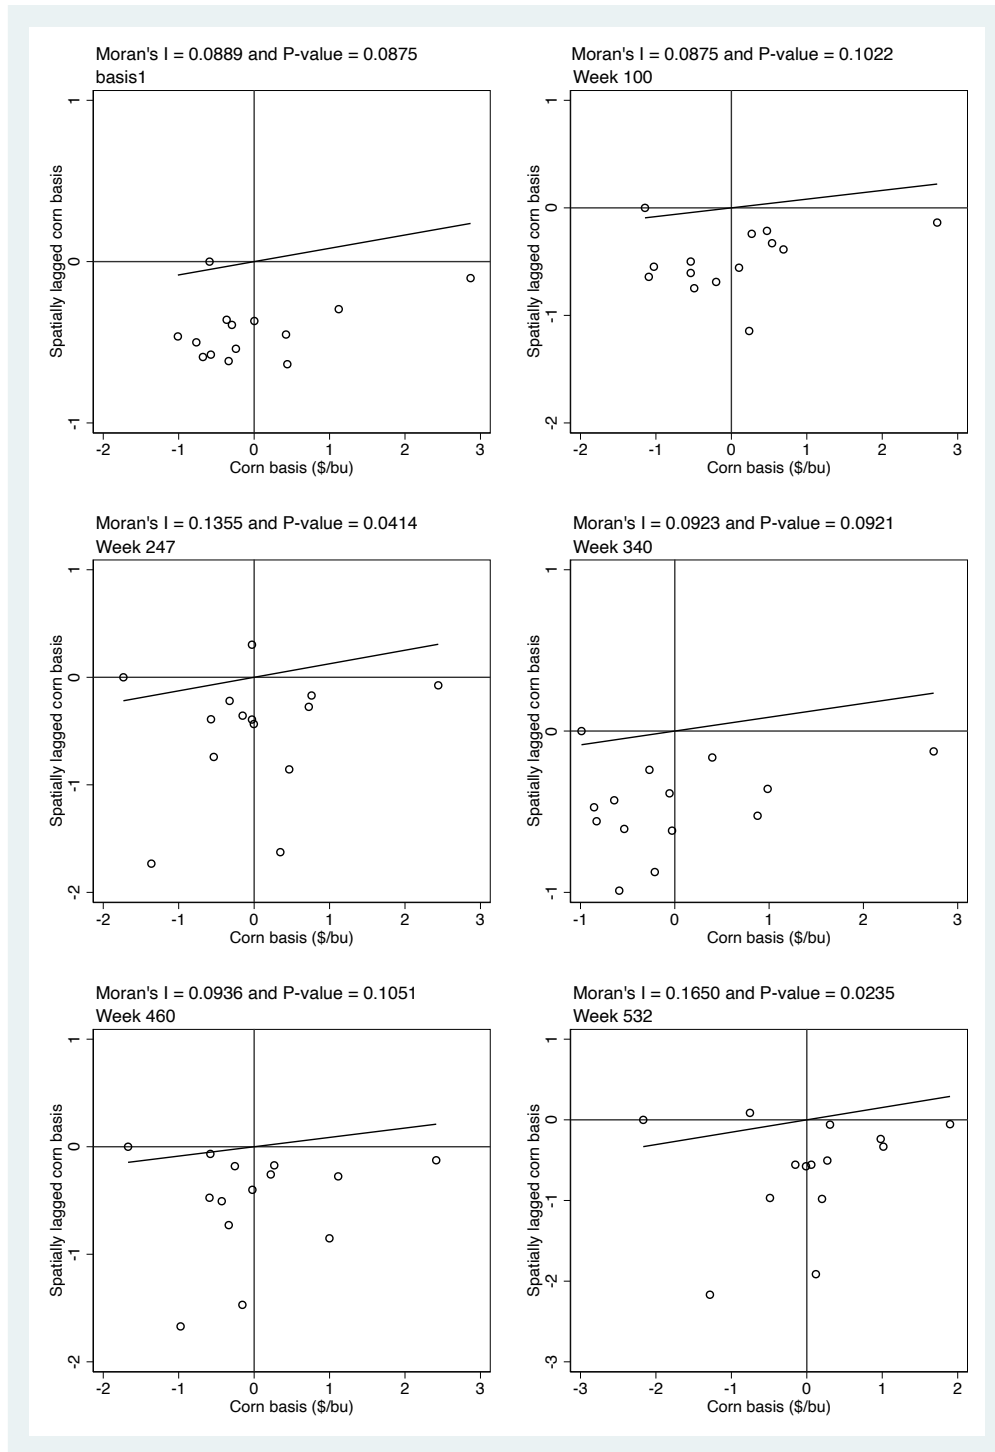 Moran's I = 0.0889 and P-value = 0.0875
basis1
Spatially lagged corn basis
1
0
-1
-2 -1 0 1 2 3
Corn basis ($/bu)
Moran's I = 0.0875 and P-value = 0.1022
Week 100
Spatially lagged corn basis
1
0
-1
-2
-2 -1 0 1 2 3
Corn basis ($/bu)
Moran's I = 0.1355 and P-value = 0.0414
Week 247
Spatially lagged corn basis
1
0
-1
-2
-2 -1 0 1 2 3
Corn basis ($/bu)
Moran's I = 0.0923 and P-value = 0.0921
Week 340
Spatially lagged corn basis
1
0
-1
-1 0 1 2 3
Corn basis ($/bu)
Moran's I = 0.0936 and P-value = 0.1051
Week 460
Spatially lagged corn basis
1
0
-1
-2
-2 -1 0 1 2 3
Corn basis ($/bu)
Moran's I = 0.1650 and P-value = 0.0235
Week 532
Spatially lagged corn basis
1
0
-1
-2
-3
-3 -2 -1 0 1 2
Corn basis ($/bu)